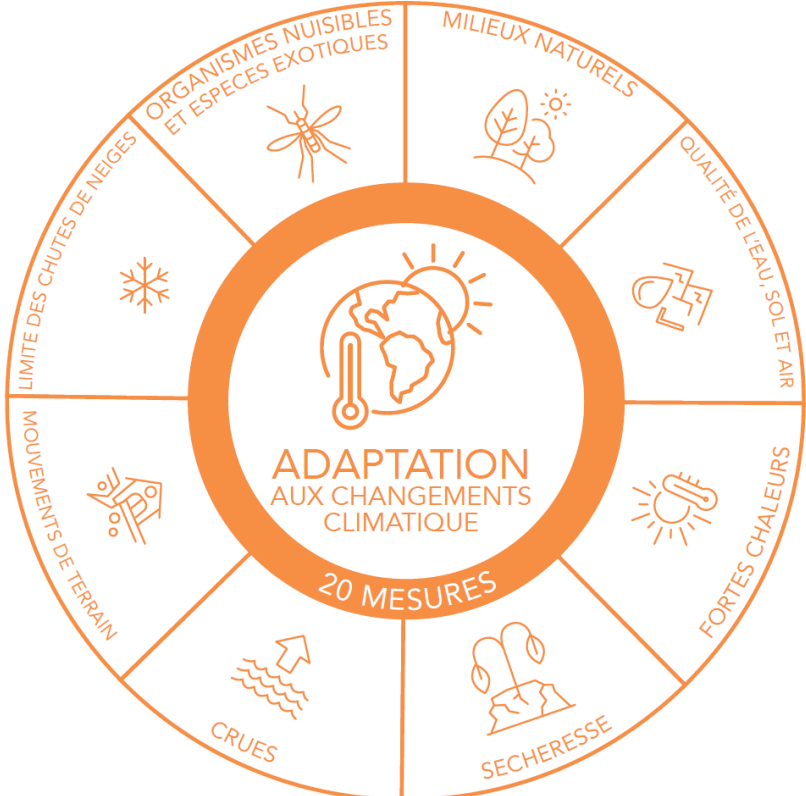 ORGANISMES NUISIBLES
ET ESPECES EXOTIQUES
MILIEUX NATURELS
QUALITÉ DE L'EAU, SOL ET AIR
FORTES CHALEURS
SECHERESSE
CRUES
MOUVEMENTS DE TERRAIN
LIMITE DES CHUTES DE NEIGES
ADAPTATION
AUX CHANGEMENTS
CLIMATIQUE
20 MESURES